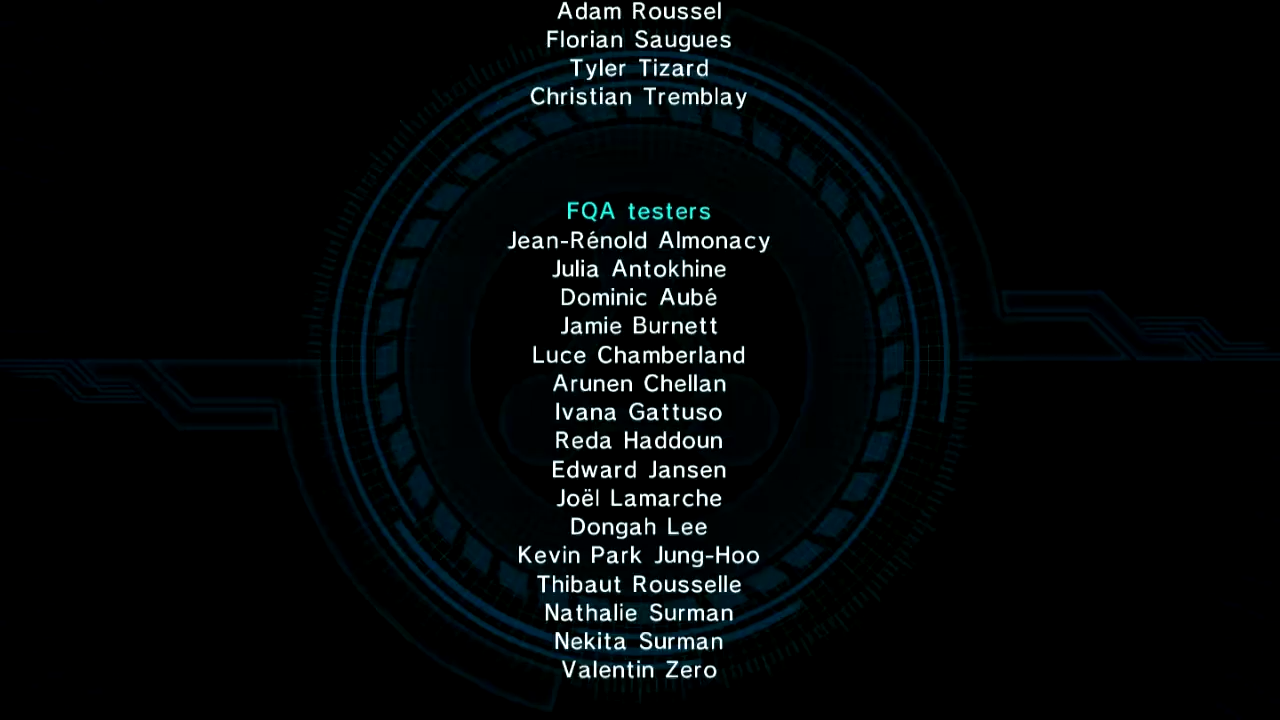 Adam Roussel
Florian Saugues
Tyler Tizard
Christian Tremblay
FQA testers
Jean-Rénold Almonacy
Julia Antokhine
Dominic Aubé
Jamie Burnett
Luce Chamberland
Arunen Chellan
Ivana Gattuso
Reda Haddoun
Edward Jansen
Joël Lamarche
Dongah Lee
Kevin Park Jung-Hoo
Thibaut Rousselle
Nathalie Surman
Nekita Surman
Valentin Zero